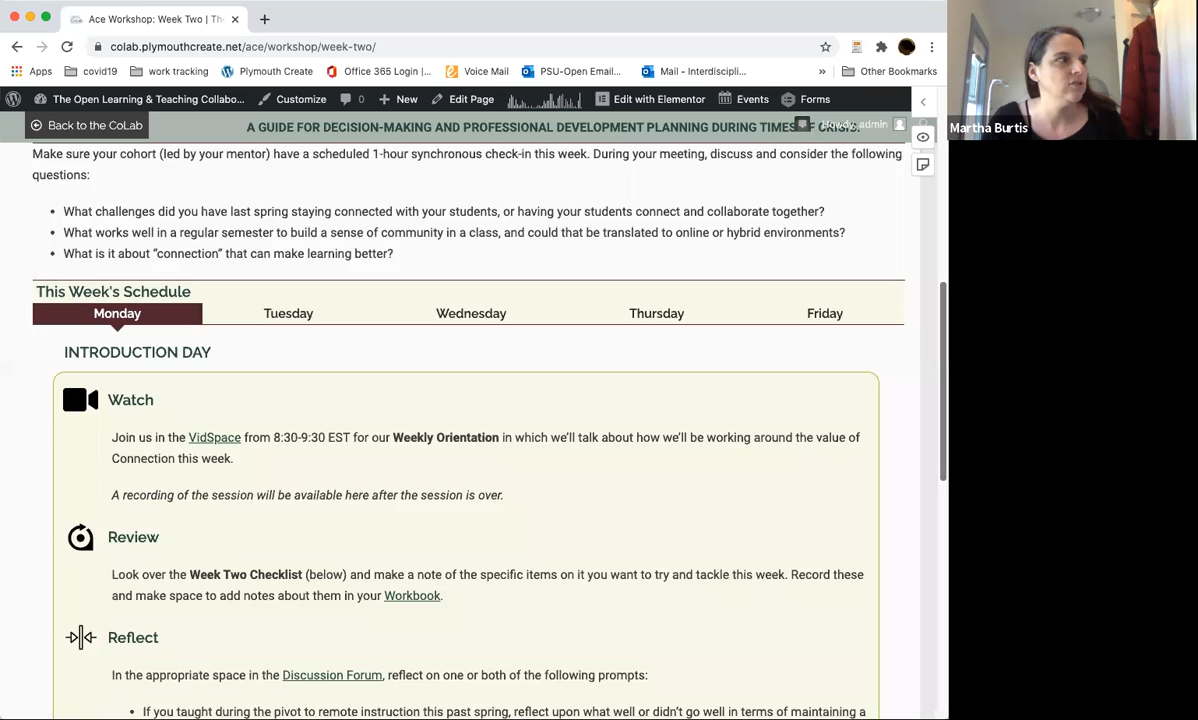 Ace Workshop: Week Two | Th
colab.plymouthcreate.net/ace/workshop/week-two/
Apps covid19 work tracking Plymouth Create Office 365 Login |... Voice Mail PSU-Open Email... Mail - Interdiscipli... » Other Bookmarks
The Open Learning & Teaching Collabo... Customize 0 New Edit Page Edit with Elementor Events Forms
Back to the CoLab
A GUIDE FOR DECISION-MAKING AND PROFESSIONAL DEVELOPMENT PLANNING DURING TIMES OF
admin
Martha Burtis
Make sure your cohort (led by your mentor) have a scheduled 1-hour synchronous check-in this week. During your meeting, discuss and consider the following
questions:
• What challenges did you have last spring staying connected with your students, or having your students connect and collaborate together?
• What works well in a regular semester to build a sense of community in a class, and could that be translated to online or hybrid environments?
• What is it about “connection” that can make learning better?
This Week's Schedule
Monday Tuesday Wednesday Thursday Friday
INTRODUCTION DAY
Watch
Join us in the VidSpace from 8:30-9:30 EST for our Weekly Orientation in which we’ll talk about how we’ll be working around the value of
Connection this week.
A recording of the session will be available here after the session is over.
Review
Look over the Week Two Checklist (below) and make a note of the specific items on it you want to try and tackle this week. Record these
and make space to add notes about them in your Workbook.
Reflect
In the appropriate space in the Discussion Forum, reflect on one or both of the following prompts:
• If you taught during the pivot to remote instruction this past spring, reflect upon what well or didn’t go well in terms of maintaining a